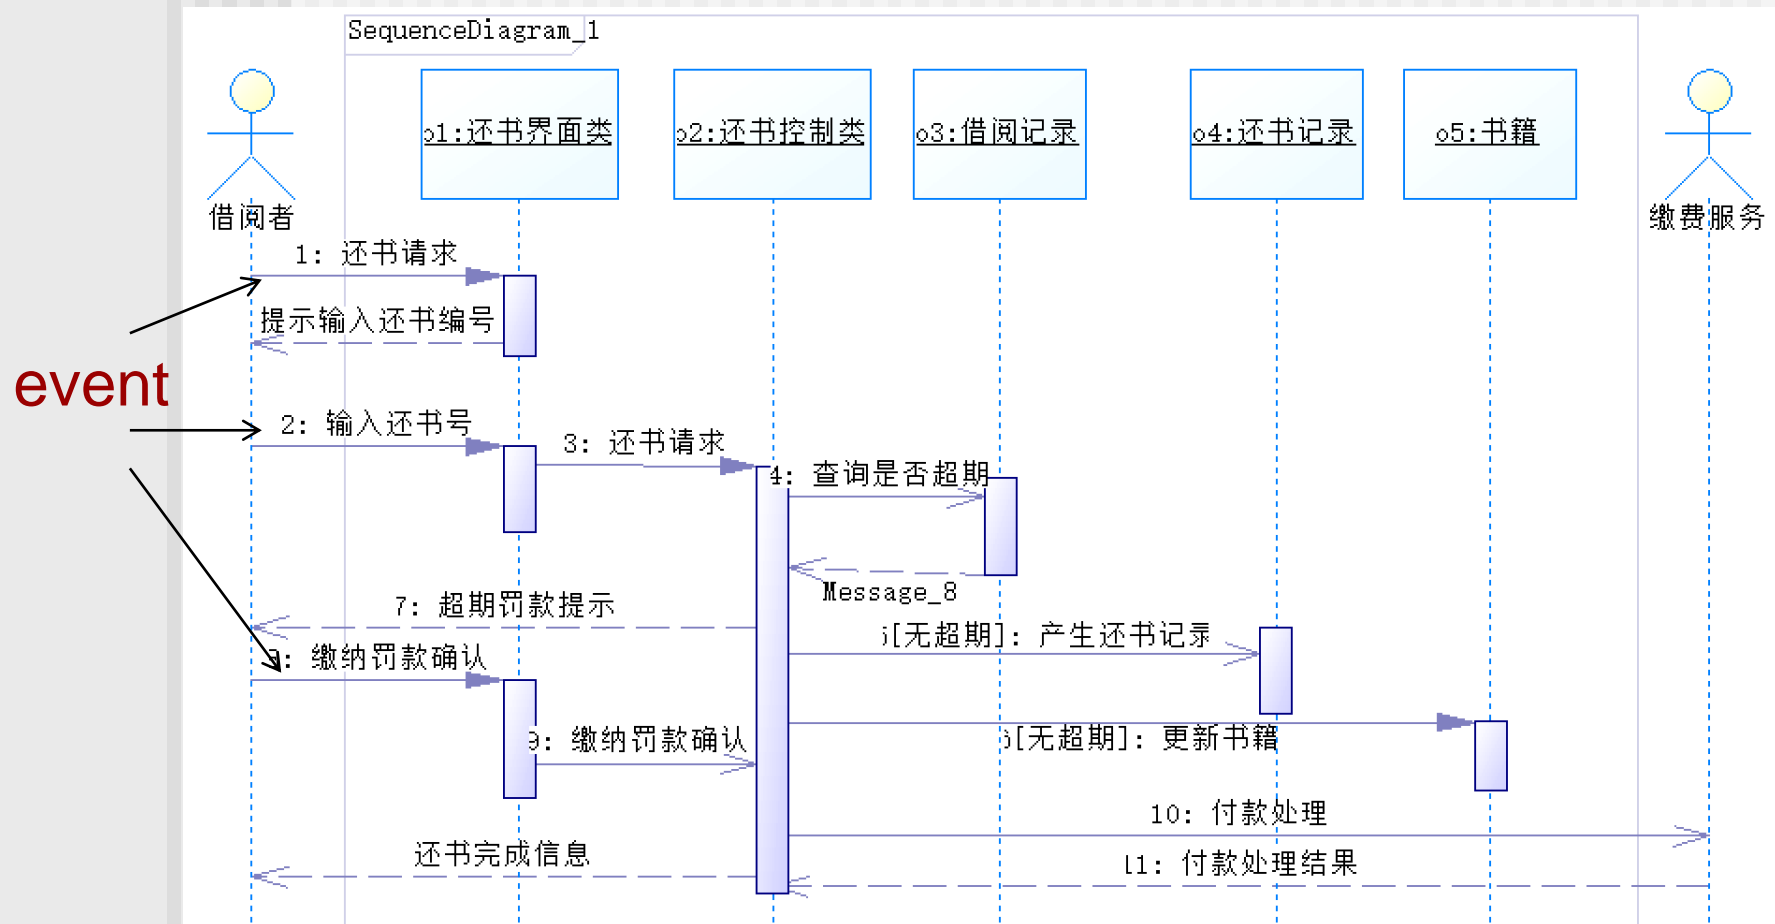 SequenceDiagram_1
o1:还书界面类
o2:还书控制类
o3:借阅记录
o4:还书记录
o5:书籍
借阅者
缴费服务
1: 还书请求
提示输入还书编号
event
2: 输入还书号
3: 还书请求
4: 查询是否超期
Message_8
7: 超期罚款提示
[无超期]: 产生还书记录
: 缴纳罚款确认
9: 缴纳罚款确认
[无超期]: 更新书籍
10: 付款处理
还书完成信息
11: 付款处理结果